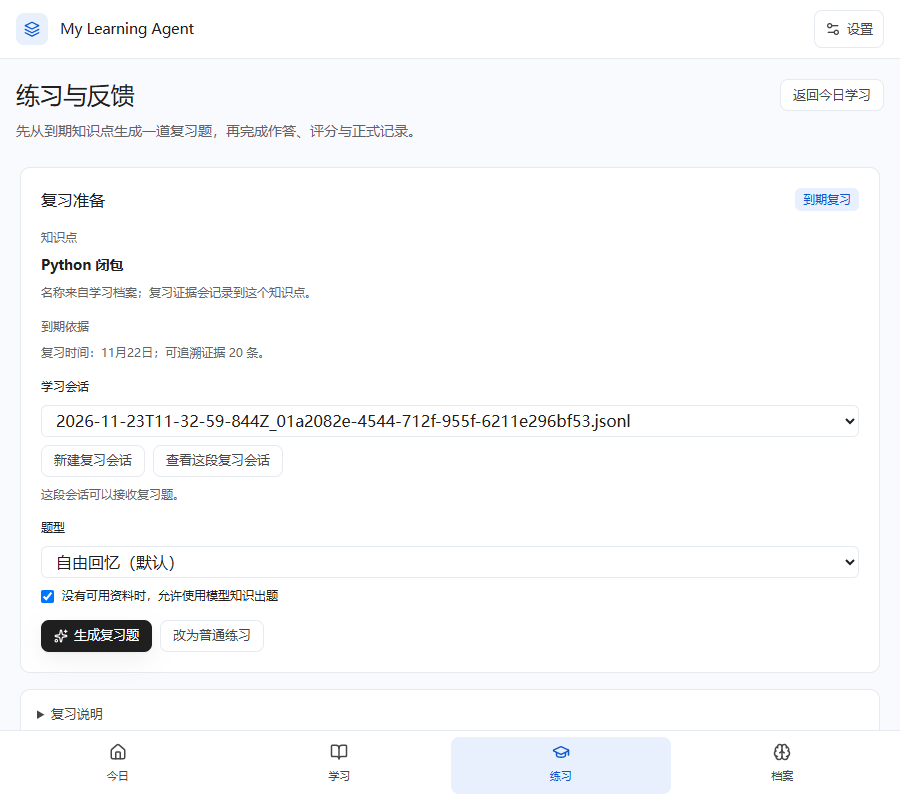 My Learning Agent
设置
练习与反馈
返回今日学习
先从到期知识点生成一道复习题，再完成作答、评分与正式记录。
复习准备
到期复习
知识点
Python 闭包
名称来自学习档案；复习证据会记录到这个知识点。
到期依据
复习时间：11月22日；可追溯证据 20 条。
学习会话
2026-11-23T11-32-59-844Z_01a2082e-4544-712f-955f-6211e296bf53.jsonl
新建复习会话
查看这段复习会话
这段会话可以接收复习题。
题型
自由回忆（默认）
没有可用资料时，允许使用模型知识出题
生成复习题
改为普通练习
复习说明
今日
学习
练习
档案